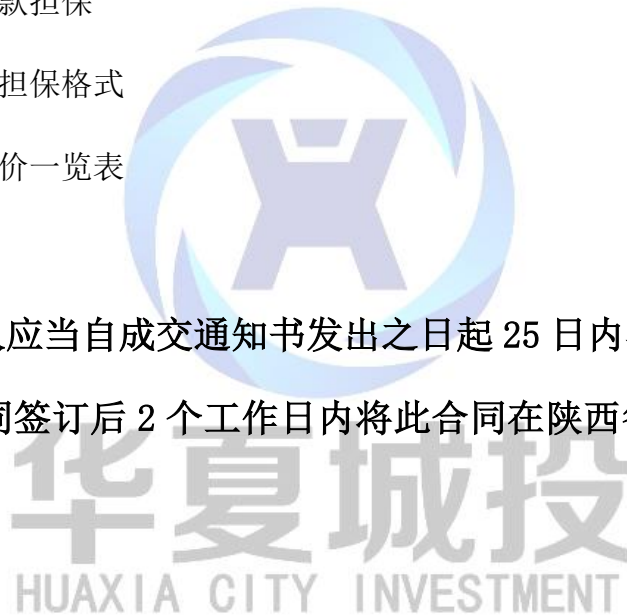 款担保
担保格式
价一览表
应当自成交通知书发出之日起 25 日内
签订后 2 个工作日内将此合同在陕西
华夏城投
HUAXIA CITY INVESTMENT